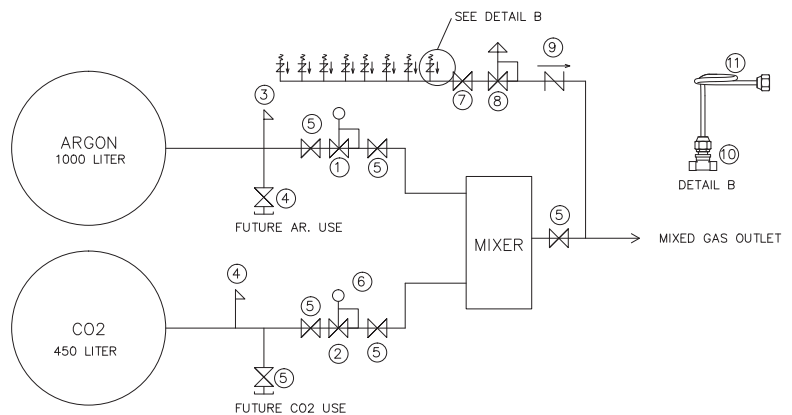 SEE DETAIL B
9
11
3
7
8
ARGON
1000 LITER
5
1
5
4
10
DETAIL B
FUTURE AR. USE
5
MIXER
MIXED GAS OUTLET
4
6
5
CO2
450 LITER
2
5
5
FUTURE CO2 USE